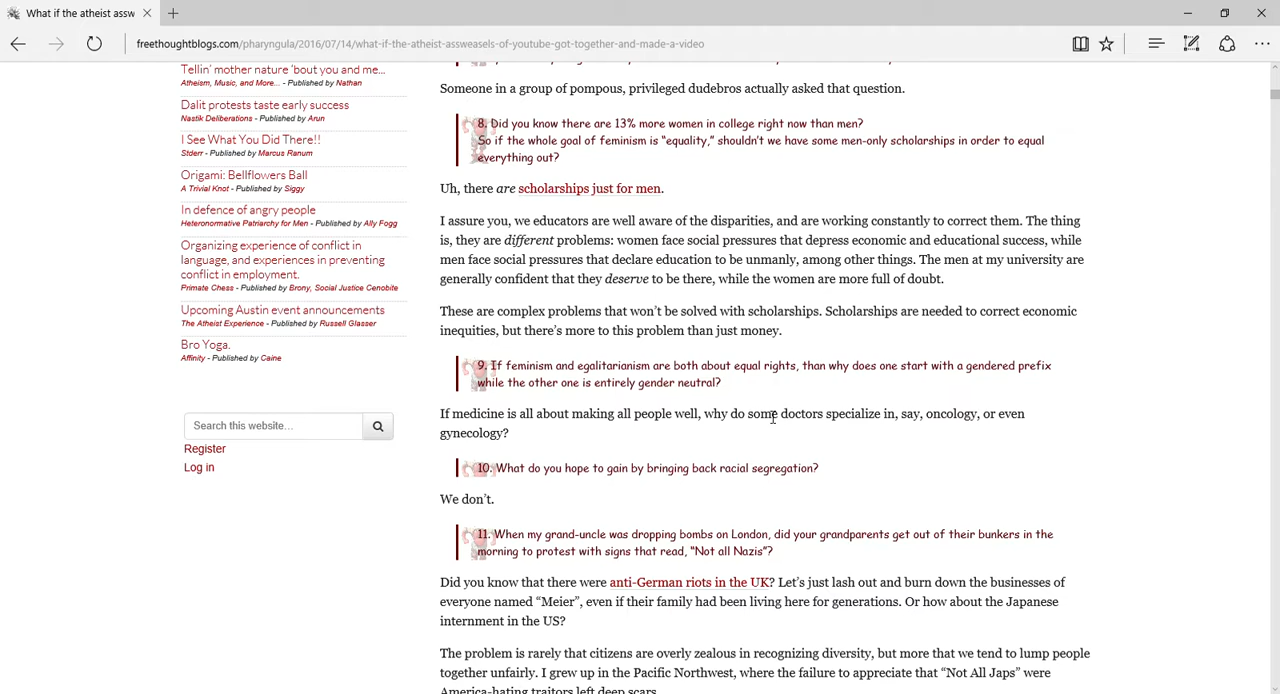 What if the atheist assw
freethoughtblogs.com/pharyngula/2016/07/14/what-if-the-atheist-assweasels-of-youtube-got-together-and-made-a-video
Tellin' mother nature 'bout you and me...
Atheism, Music, and More... - Published by Nathan
Dalit protests taste early success
Nastik Deliberations - Published by Arun
I See What You Did There!!
Stderr - Published by Marcus Ranum
Origami: Bellflowers Ball
A Trivial Knot - Published by Siggy
In defence of angry people
Heteronormative Patriarchy for Men - Published by Ally Fogg
Organizing experience of conflict in
language, and experiences in preventing
conflict in employment.
Primate Chess - Published by Brony, Social Justice Cenobite
Upcoming Austin event announcements
The Atheist Experience - Published by Russell Glasser
Bro Yoga.
Affinity - Published by Caine
Search this website...
Register
Log in
Someone in a group of pompous, privileged dudebros actually asked that question.
8. Did you know there are 13% more women in college right now than men?
So if the whole goal of feminism is “equality,” shouldn’t we have some men-only scholarships in order to equal
everything out?
Uh, there are scholarships just for men.
I assure you, we educators are well aware of the disparities, and are working constantly to correct them. The thing
is, they are different problems: women face social pressures that depress economic and educational success, while
men face social pressures that declare education to be unmanly, among other things. The men at my university are
generally confident that they deserve to be there, while the women are more full of doubt.
These are complex problems that won’t be solved with scholarships. Scholarships are needed to correct economic
inequities, but there’s more to this problem than just money.
9. If feminism and egalitarianism are both about equal rights, than why does one start with a gendered prefix
while the other one is entirely gender neutral?
If medicine is all about making all people well, why do some doctors specialize in, say, oncology, or even
gynecology?
10. What do you hope to gain by bringing back racial segregation?
We don’t.
11. When my grand-uncle was dropping bombs on London, did your grandparents get out of their bunkers in the
morning to protest with signs that read, “Not all Nazis”?
Did you know that there were anti-German riots in the UK? Let’s just lash out and burn down the businesses of
everyone named “Meier”, even if their family had been living here for generations. Or how about the Japanese
internment in the US?
The problem is rarely that citizens are overly zealous in recognizing diversity, but more that we tend to lump people
together unfairly. I grew up in the Pacific Northwest, where the failure to appreciate that “Not All Japs” were
America-hating traitors left deep scars.